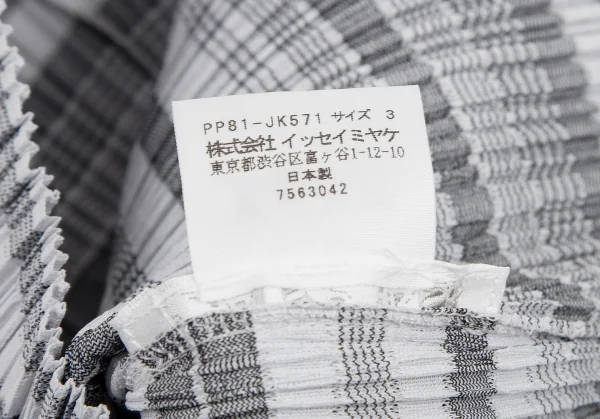 PP81-JK571 サイズ 3
株式会社 イッセイミヤケ
東京都渋谷区富ヶ谷1-12-10
日本製
7563042